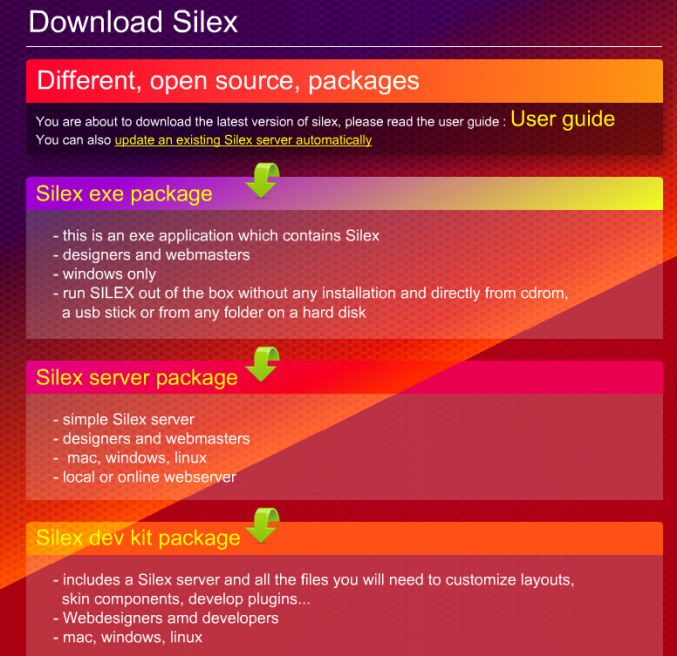 Download Silex
Different, open source, packages
You are about to download the latest version of silex, please read the user guide : User guide
You can also update an existing Silex server automatically
Silex exe package
- this is an exe application which contains Silex
- designers and webmasters
- windows only
- run SILEX out of the box without any installation and directly from cdrom,
a usb stick or from any folder on a hard disk
Silex server package
- simple Silex server
- designers and webmasters
- mac, windows, linux
- local or online webserver
Silex dev kit package
- includes a Silex server and all the files you will need to customize layouts,
skin components, develop plugins...
- Webdesigners amd developers
- mac, windows, linux